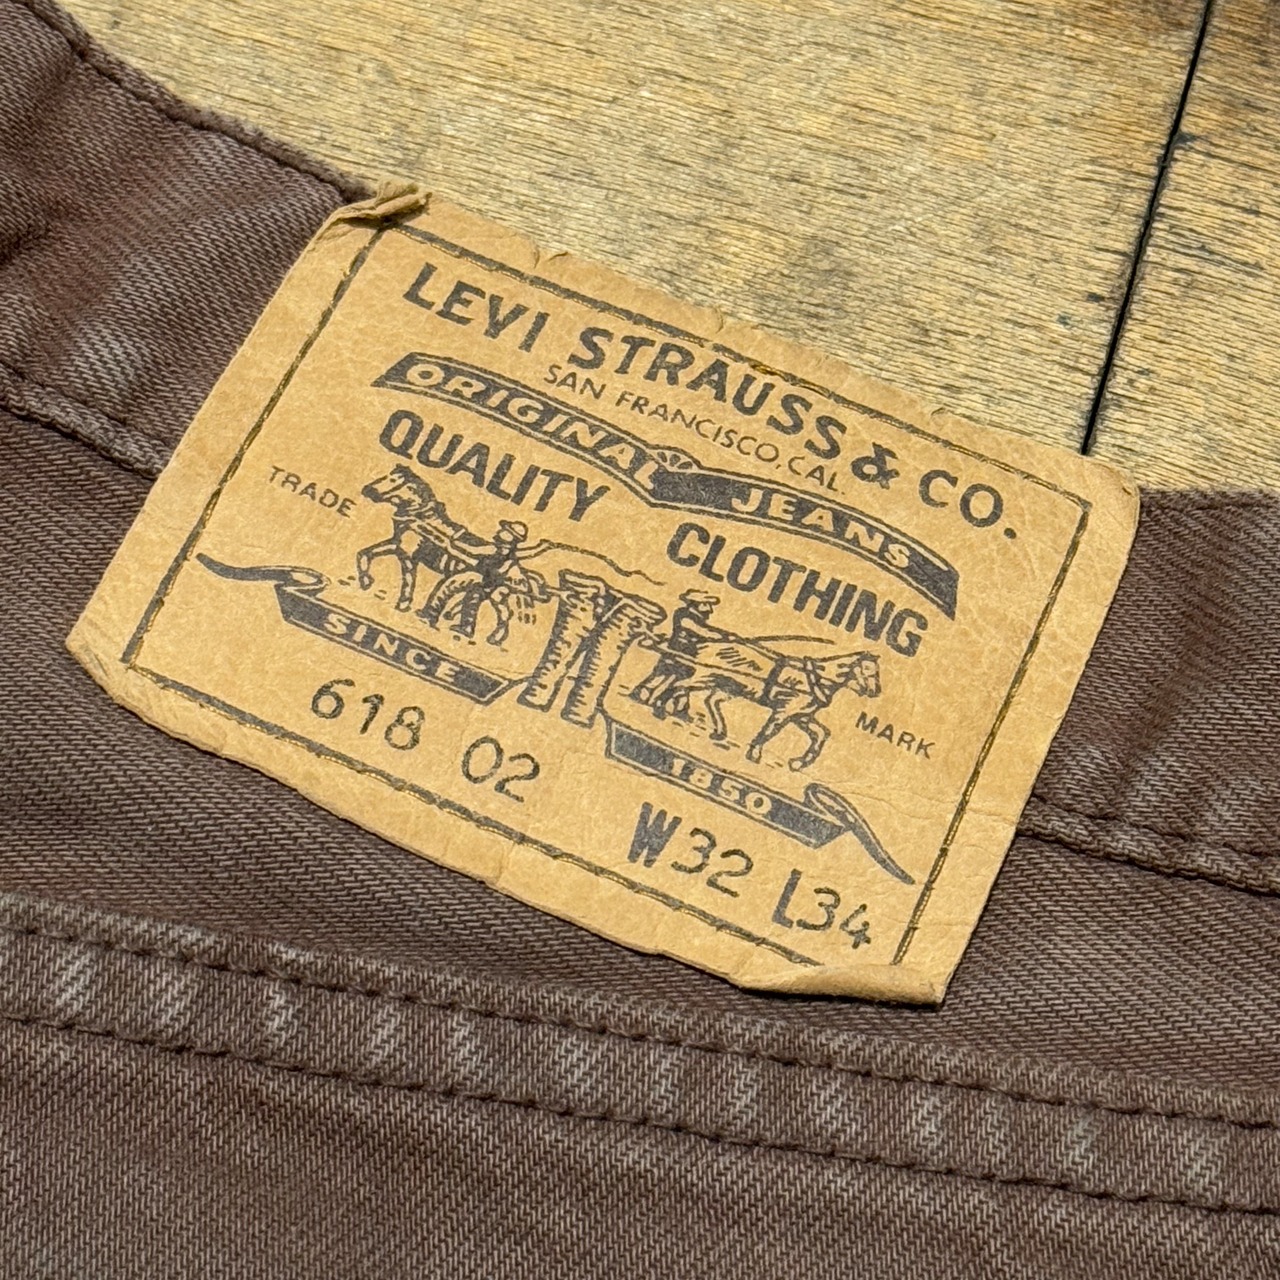 LEVI STRAUSS & CO.
SAN FRANCISCO, CAL.
ORIGINAL JEANS
QUALITY CLOTHING
TRADE MARK
SINCE 1850
618 02
W32 L34